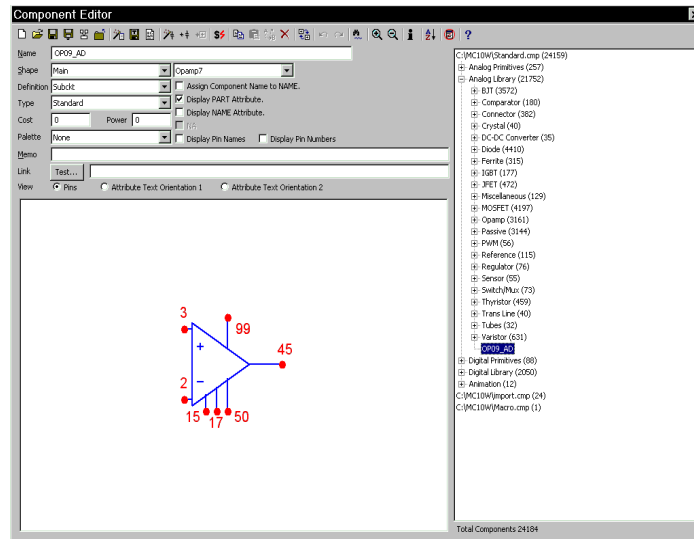 Component Editor
Name OP09_AD
Shape Main Opamp7
Definition Subckt Assign Component Name to NAME.
Type Standard Display PART Attribute.
Display NAME Attribute.
Cost 0 Power 0 NA
Palette None Display Pin Names Display Pin Numbers
Memo
Link Test...
View Pins Attribute Text Orientation 1 Attribute Text Orientation 2
3
99
45
2
15 17 50
C:\MC10W\Standard.cmp (24159)
Analog Primitives (257)
Analog Library (21752)
BJT (3572)
Comparator (180)
Connector (382)
Crystal (40)
DC-DC Converter (35)
Diode (4410)
Ferrite (315)
IGBT (177)
JFET (472)
Miscellaneous (129)
MOSFET (4197)
Opamp (3161)
Passive (3144)
PWM (56)
Reference (115)
Regulator (76)
Sensor (55)
Switch/Mux (73)
Thyristor (459)
Trans Line (40)
Tubes (32)
Varistor (631)
OP09_AD
Digital Primitives (88)
Digital Library (2050)
Animation (12)
C:\MC10W\import.cmp (24)
C:\MC10W\Macro.cmp (1)
Total Components 24184